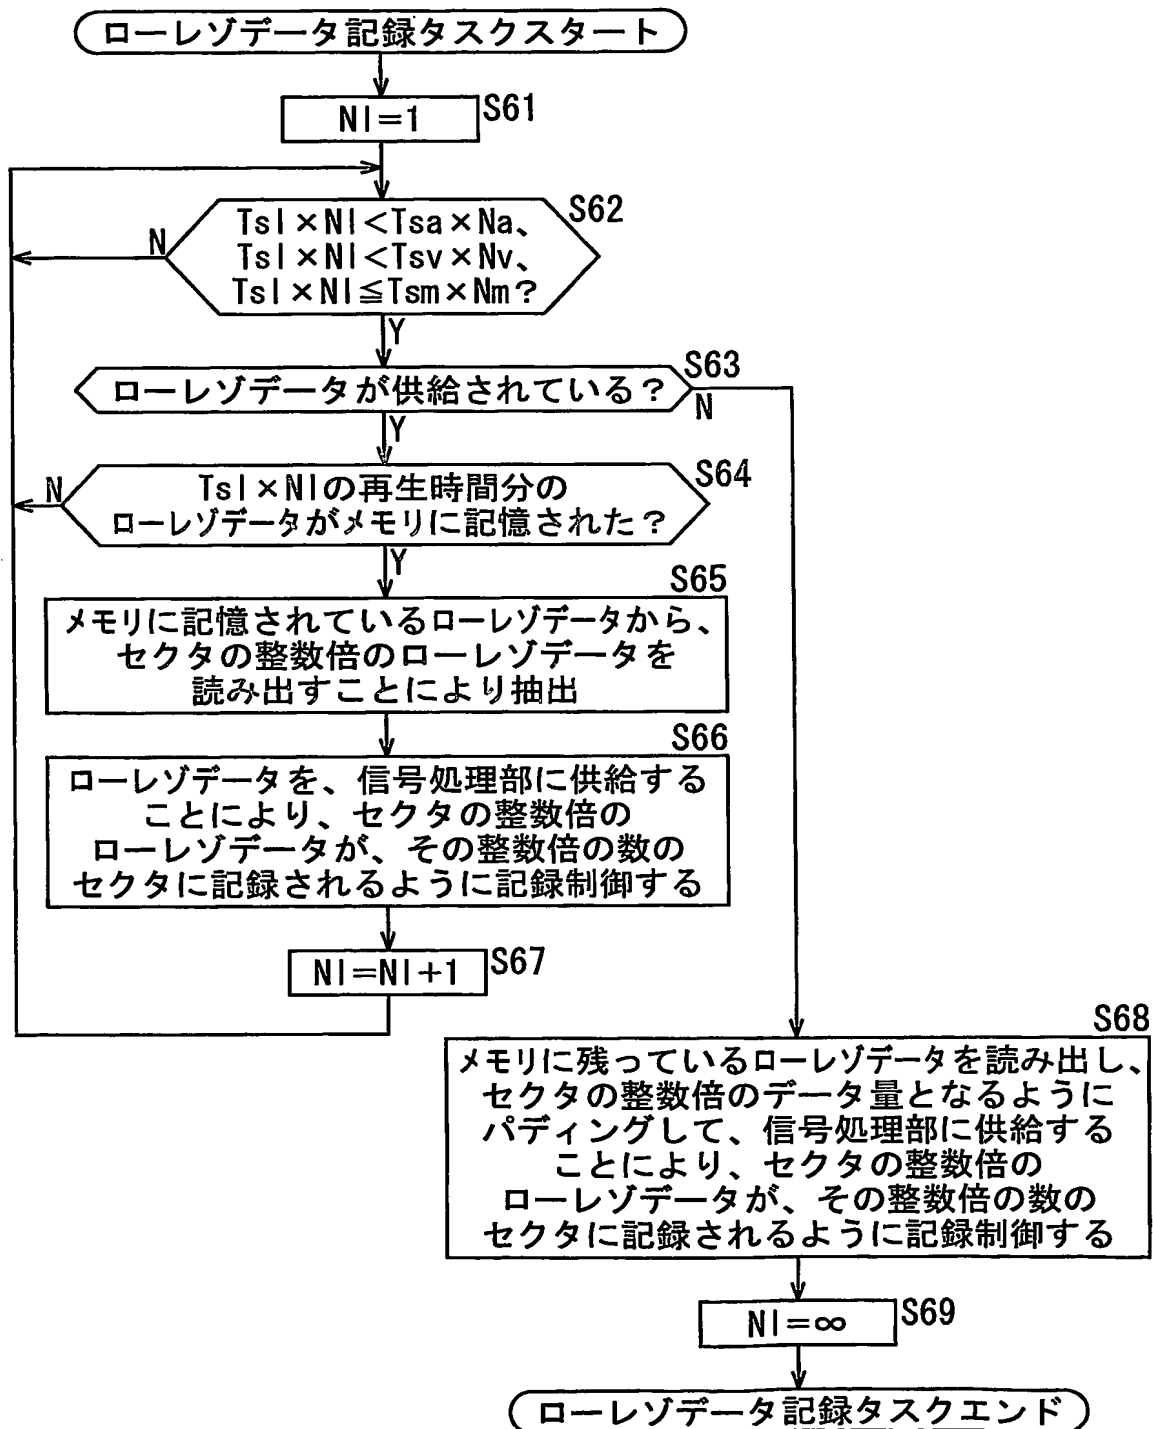 ローレゾデータ記録タスクスタート
Nl=1
S61
Tsl×Nl<Tsa×Na、
Tsl×Nl<Tsv×Nv、
Tsl×Nl≦Tsm×Nm?
S62
N
Y
ローレゾデータが供給されている?
S63
N
Y
Tsl×Nlの再生時間分の
ローレゾデータがメモリに記憶された?
S64
N
Y
S65
メモリに記憶されているローレゾデータから、
セクタの整数倍のローレゾデータを
読み出すことにより抽出
S66
ローレゾデータを、信号処理部に供給する
ことにより、セクタの整数倍の
ローレゾデータが、その整数倍の数の
セクタに記録されるように記録制御する
Nl=Nl+1
S67
S68
メモリに残っているローレゾデータを読み出し、
セクタの整数倍のデータ量となるように
パディングして、信号処理部に供給する
ことにより、セクタの整数倍の
ローレゾデータが、その整数倍の数の
セクタに記録されるように記録制御する
Nl=∞
S69
ローレゾデータ記録タスクエンド